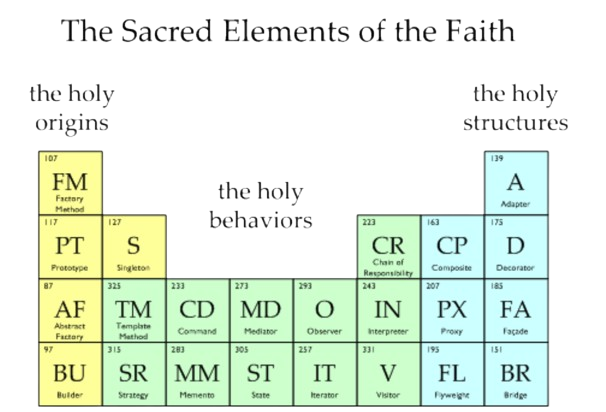 The Sacred Elements of the Faith
the holy
origins
the holy
structures
the holy
behaviors
107
FM
Factory
Method
139
A
Adapter
117
PT
Prototype
127
S
Singleton
223
CR
Chain of
Responsibility
163
CP
Composite
175
D
Decorator
87
AF
Abstract
Factory
325
TM
Template
Method
233
CD
Command
273
MD
Mediator
293
O
Observer
243
IN
Interpreter
207
PX
Proxy
185
FA
Façade
97
BU
Builder
315
SR
Strategy
283
MM
Memento
305
ST
State
257
IT
Iterator
331
V
Visitor
195
FL
Flyweight
151
BR
Bridge